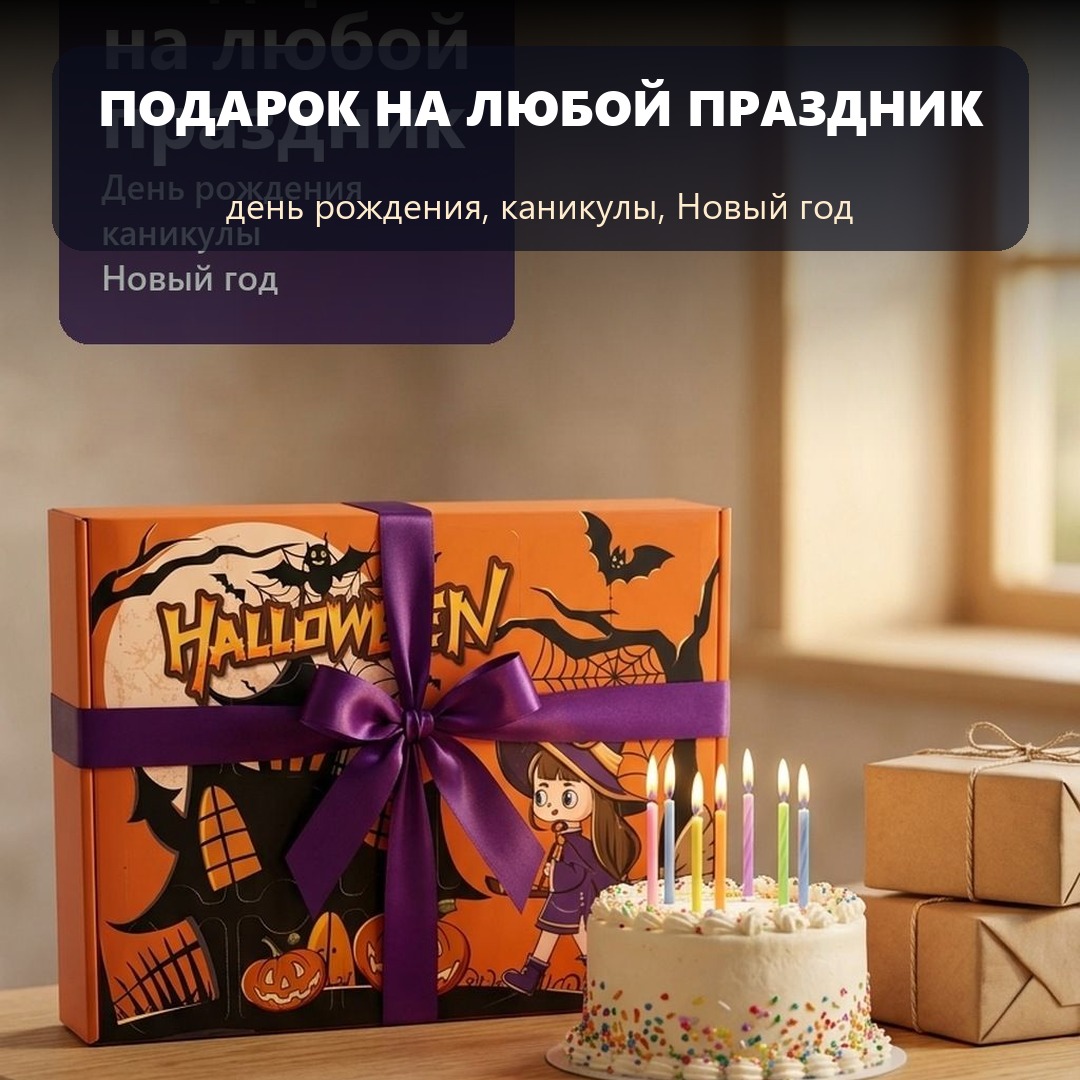 ПОДАРОК НА ЛЮБОЙ ПРАЗДНИК
день рождения, каникулы, Новый год
на любой
праздник
День рождения
каникулы
Новый год
HALLOWEEN